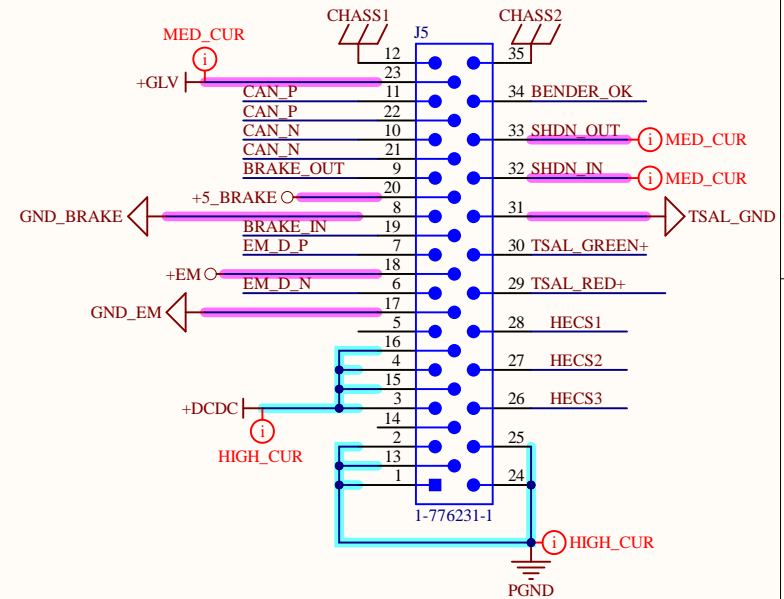 CHASS1
CHASS2
J5
MED_CUR
i
12
35
+GLV
23
CAN_P
11
34
BENDER_OK
CAN_P
22
CAN_N
10
33
SHDN_OUT
i
MED_CUR
CAN_N
21
BRAKE_OUT
9
32
SHDN_IN
i
MED_CUR
+5_BRAKE
20
GND_BRAKE
8
31
TSAL_GND
BRAKE_IN
19
EM_D_P
7
30
TSAL_GREEN+
+EM
18
EM_D_N
6
29
TSAL_RED+
GND_EM
17
5
28
HECS1
16
4
27
HECS2
15
+DCDC
3
26
HECS3
i
14
HIGH_CUR
2
25
13
1
24
1-776231-1
i
HIGH_CUR
PGND